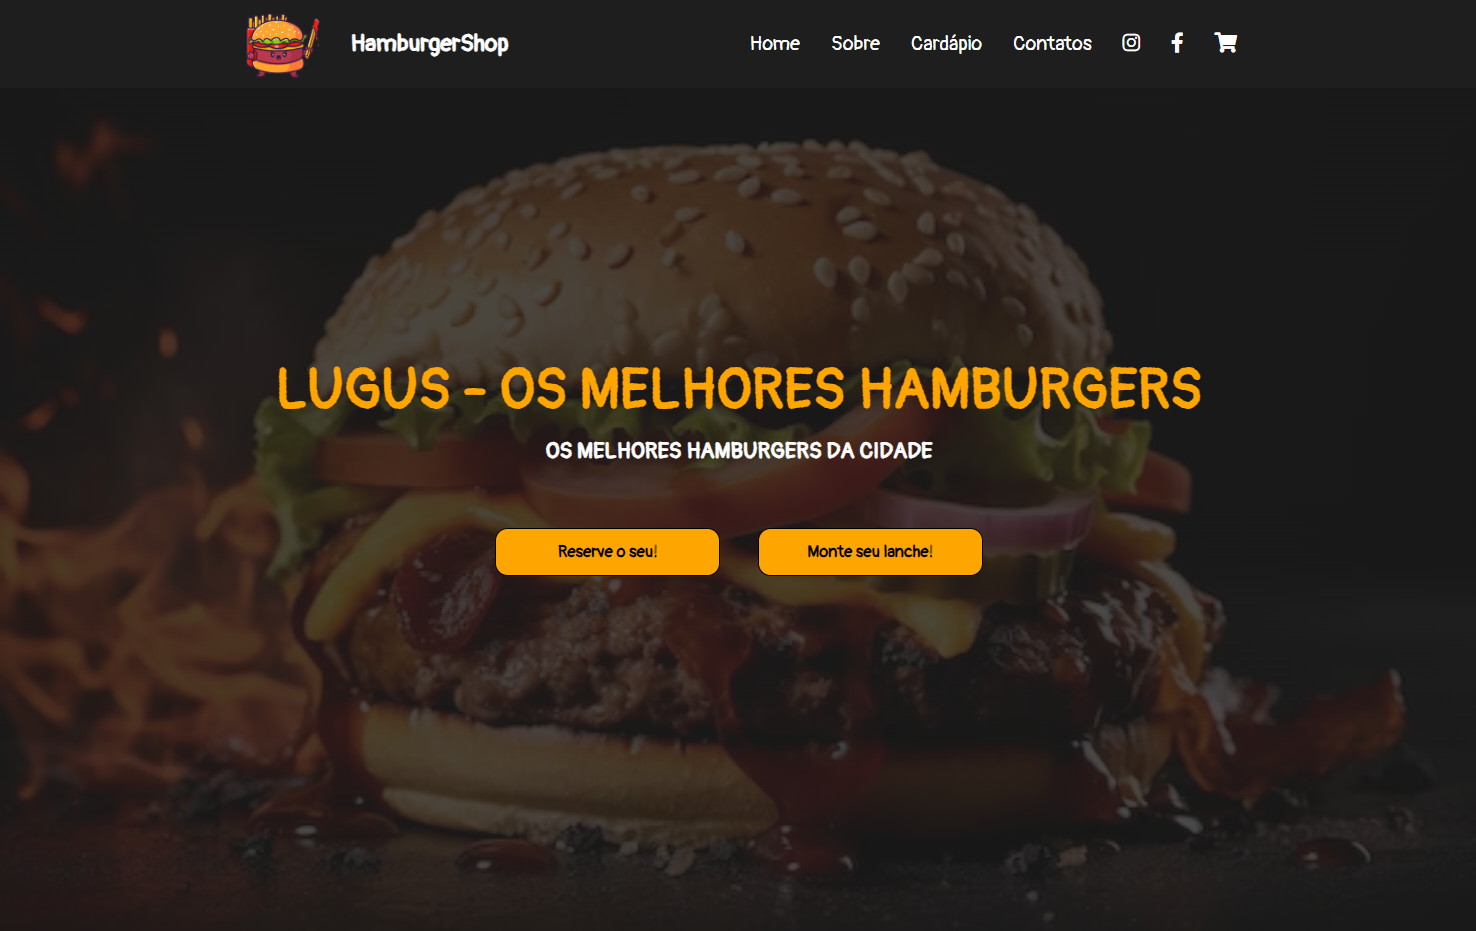 HamburgerShop
Home Sobre Cardápio Contatos
LUGUS - OS MELHORES HAMBURGERS
OS MELHORES HAMBURGERS DA CIDADE
Reserve o seu! Monte seu lanche!